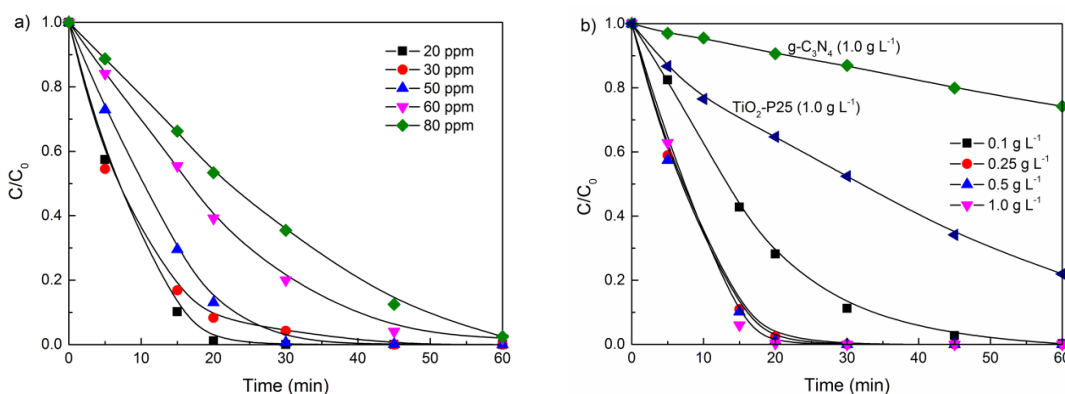 a)
C/C₀
1.0
0.8
0.6
0.4
0.2
0.0
20 ppm
30 ppm
50 ppm
60 ppm
80 ppm
0 10 20 30 40 50 60
Time (min)
b)
C/C₀
1.0
0.8
0.6
0.4
0.2
0.0
g-C₃N₄ (1.0 g L⁻¹)
TiO₂-P25 (1.0 g L⁻¹)
0.1 g L⁻¹
0.25 g L⁻¹
0.5 g L⁻¹
1.0 g L⁻¹
0 10 20 30 40 50 60
Time (min)